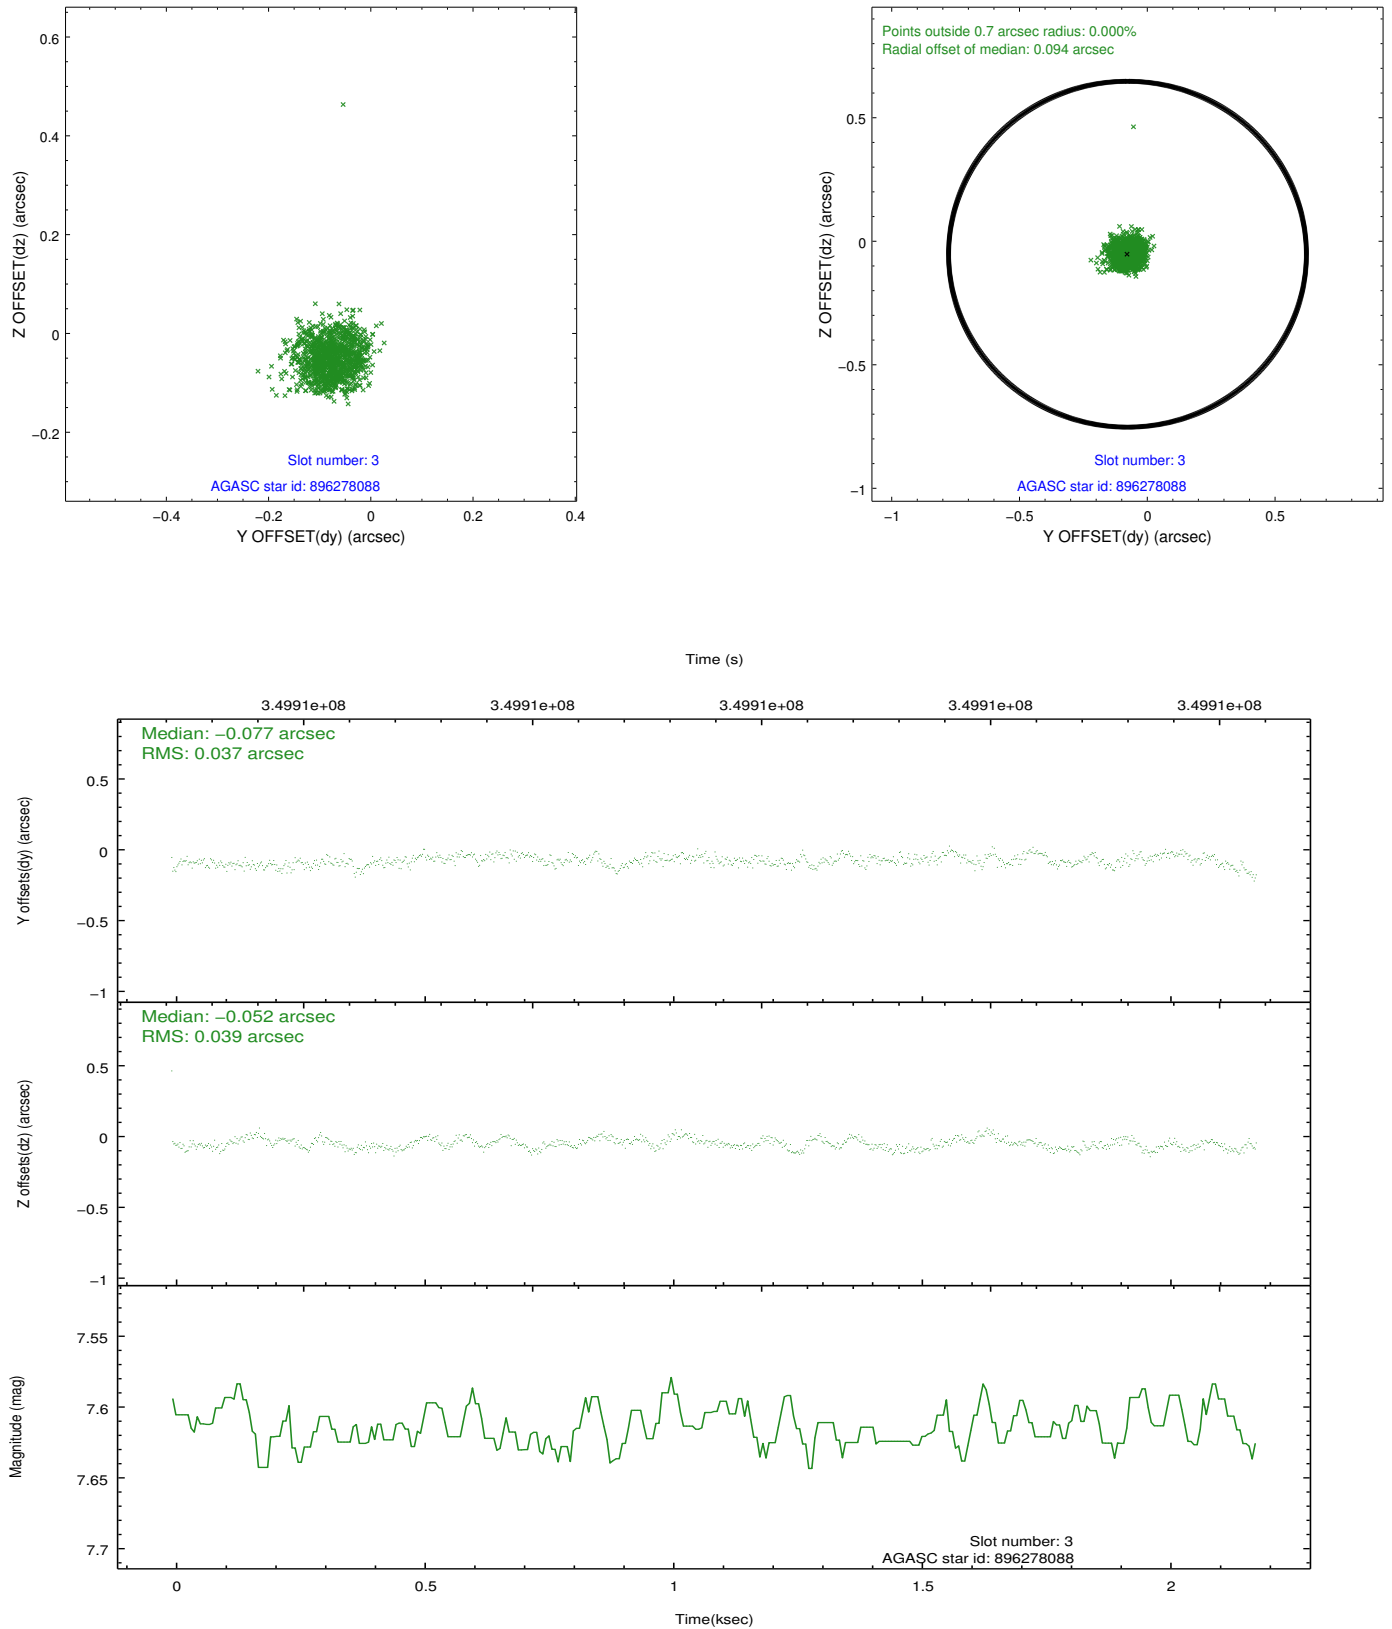 0.6
0.4
0.2
0
−0.2
Z OFFSET(dz) (arcsec)
Slot number: 3
AGASC star id: 896278088
−0.4 −0.2 0 0.2 0.4
Y OFFSET(dy) (arcsec)
Points outside 0.7 arcsec radius: 0.000%
Radial offset of median: 0.094 arcsec
0.5
0
−0.5
−1
Z OFFSET(dz) (arcsec)
Slot number: 3
AGASC star id: 896278088
−1 −0.5 0 0.5
Y OFFSET(dy) (arcsec)
Time (s)
3.4991e+08 3.4991e+08 3.4991e+08 3.4991e+08 3.4991e+08
Median: −0.077 arcsec
RMS: 0.037 arcsec
0.5
0
−0.5
−1
Y offsets(dy) (arcsec)
Median: −0.052 arcsec
RMS: 0.039 arcsec
0.5
0
−0.5
−1
Z offsets(dz) (arcsec)
7.55
7.6
7.65
7.7
Magnitude (mag)
Slot number: 3
AGASC star id: 896278088
0 0.5 1 1.5 2
Time(ksec)